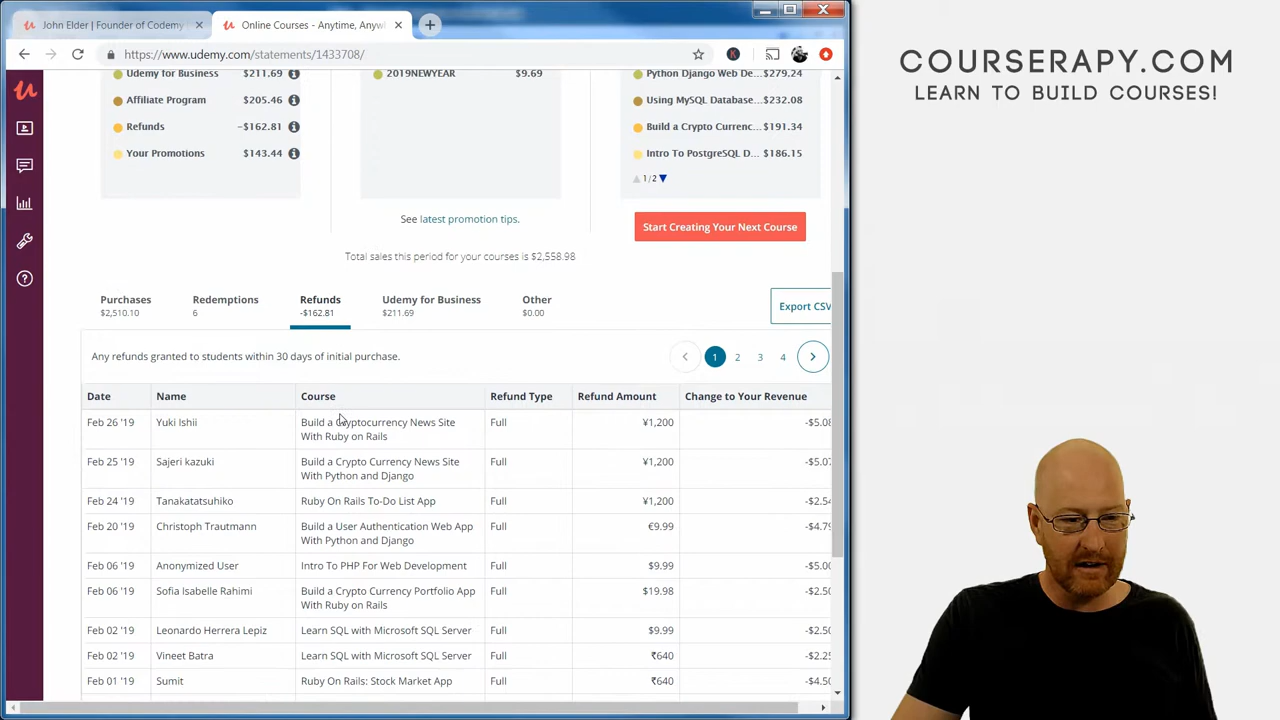 John Elder | Founder of Codemy
Online Courses - Anytime, Anyw
https://www.udemy.com/statements/1433708/
COURSERAPY.COM
LEARN TO BUILD COURSES!
Udemy for Business $211.69
Affiliate Program $205.46
Refunds -$162.81
Your Promotions $143.44
2019NEWYEAR $9.69
Python Django Web De... $279.24
Using MySQL Database... $232.08
Build a Crypto Currenc... $191.34
Intro To PostgreSQL D... $186.15
1/2
See latest promotion tips.
Start Creating Your Next Course
Total sales this period for your courses is $2,558.98
Purchases Redemptions Refunds Udemy for Business Other
$2,510.10 6 -$162.81 $211.69 $0.00
Export CSV
Any refunds granted to students within 30 days of initial purchase.
1 2 3 4
Date Name Course Refund Type Refund Amount Change to Your Revenue
Feb 26 '19 Yuki Ishii Build a Cryptocurrency News Site Full ¥1,200 -$5.08
With Ruby on Rails
Feb 25 '19 Sajeri kazuki Build a Crypto Currency News Site Full ¥1,200 -$5.07
With Python and Django
Feb 24 '19 Tanakatatsuhiko Ruby On Rails To-Do List App Full ¥1,200 -$2.54
Feb 20 '19 Christoph Trautmann Build a User Authentication Web App Full €9.99 -$4.79
With Python and Django
Feb 06 '19 Anonymized User Intro To PHP For Web Development Full $9.99 -$5.00
Feb 06 '19 Sofia Isabelle Rahimi Build a Crypto Currency Portfolio App Full $19.98 -$2.50
With Ruby on Rails
Feb 02 '19 Leonardo Herrera Lepiz Learn SQL with Microsoft SQL Server Full $9.99 -$2.50
Feb 02 '19 Vineet Batra Learn SQL with Microsoft SQL Server Full ₹640 -$2.25
Feb 01 '19 Sumit Ruby On Rails: Stock Market App Full ₹640 -$4.50